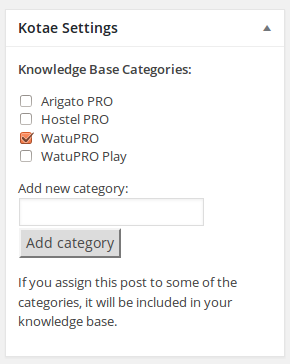 Kotae Settings
Knowledge Base Categories:
Arigato PRO
Hostel PRO
WatuPRO
WatuPRO Play
Add new category:
Add category
If you assign this post to some of the
categories, it will be included in your
knowledge base.